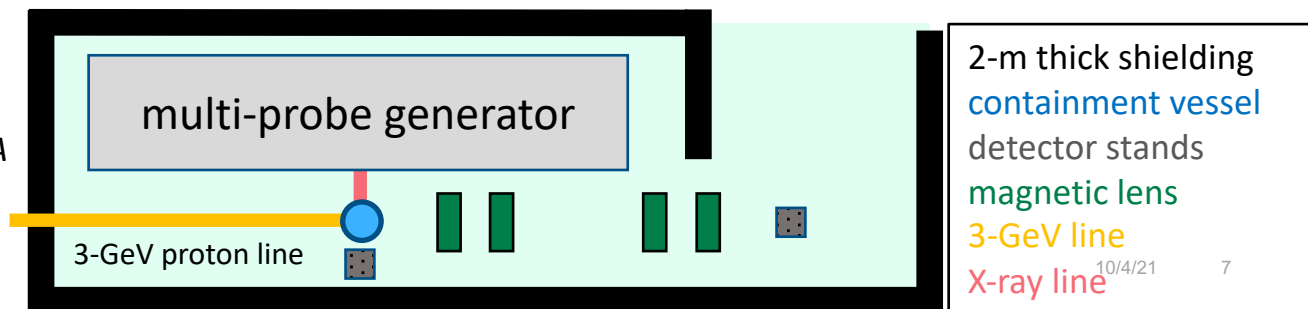 multi-probe generator
A
3-GeV proton line
2-m thick shielding
containment vessel
detector stands
magnetic lens
3-GeV line
X-ray line
10/4/21 7